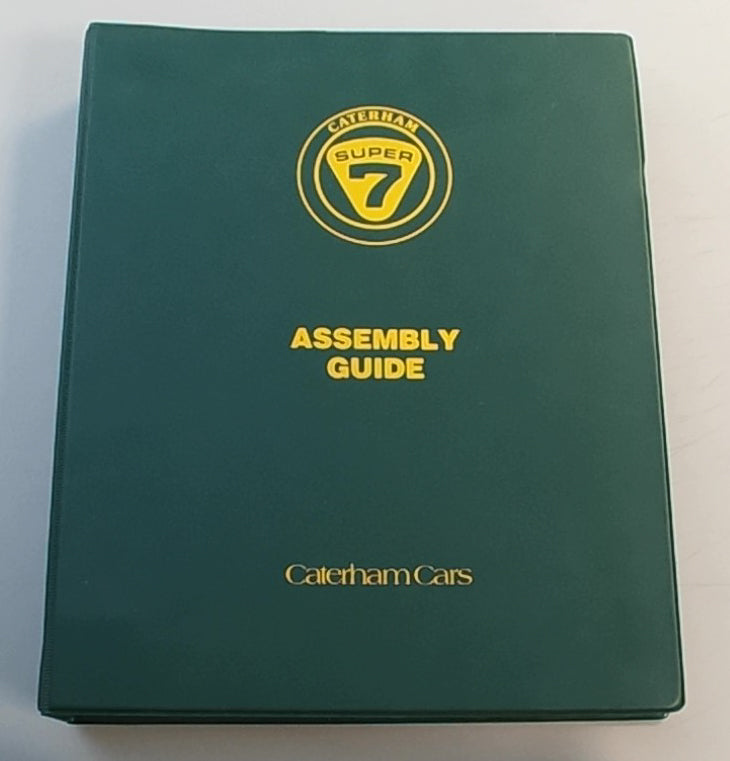 CATERHAM
SUPER
7
ASSEMBLY
GUIDE
Caterham Cars